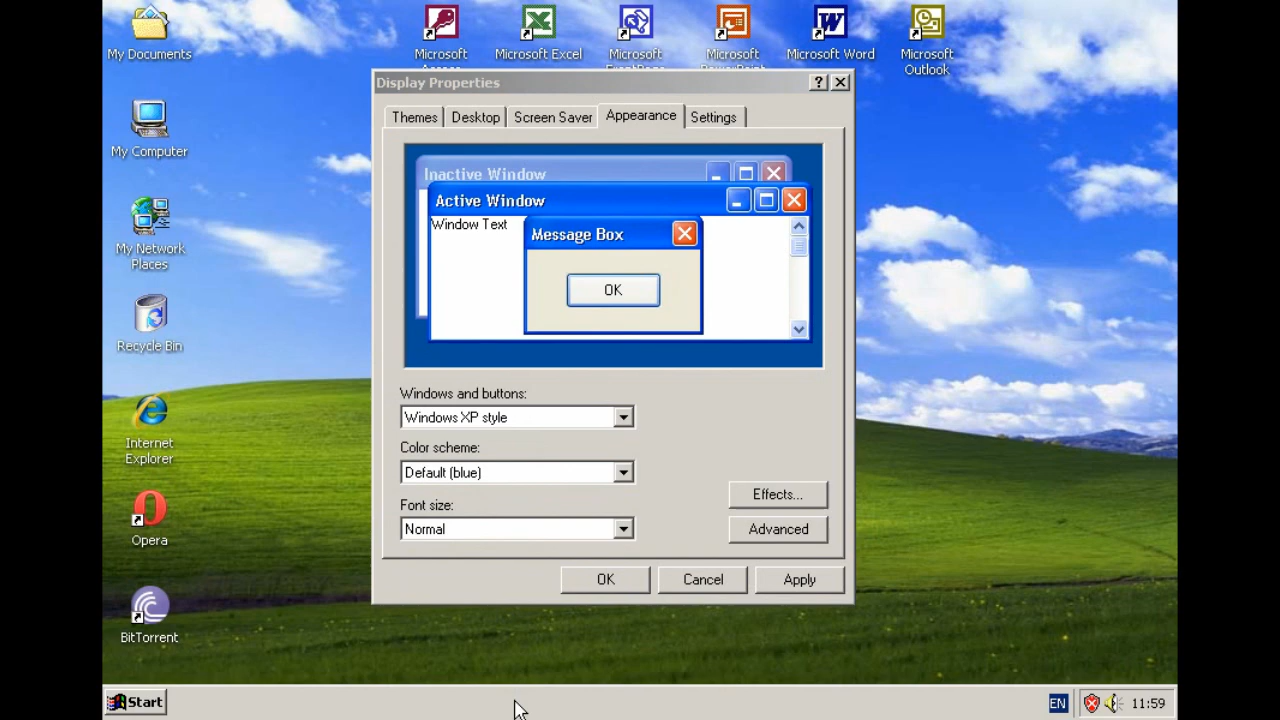 My Documents
Microsoft
Microsoft Excel
Microsoft
Microsoft
Microsoft Word
Microsoft
Outlook
My Computer
My Network
Places
Recycle Bin
Internet
Explorer
Opera
BitTorrent
Display Properties
Themes
Desktop
Screen Saver
Appearance
Settings
Inactive Window
Active Window
Window Text
Message Box
OK
Windows and buttons:
Windows XP style
Color scheme:
Default (blue)
Font size:
Normal
Effects...
Advanced
OK
Cancel
Apply
Start
EN
11:59